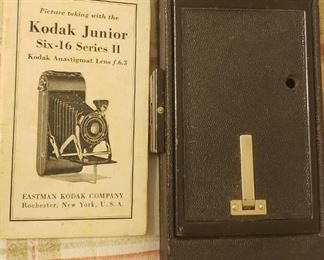 Picture taking with the
Kodak Junior
Six-16 Series II
Kodak Anastigmat Lens f.6.3
EASTMAN KODAK COMPANY
Rochester, New York, U. S. A.